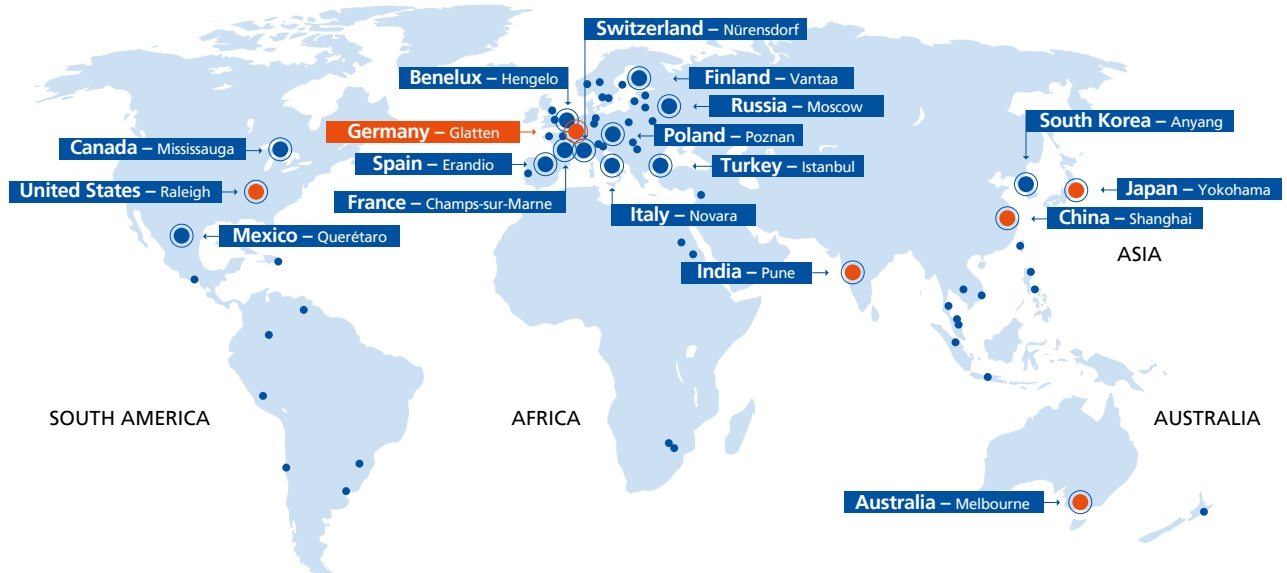 Switzerland – Nürensdorf
Benelux – Hengelo
Finland – Vantaa
Russia – Moscow
South Korea – Anyang
Germany – Glatten
Poland – Poznan
Canada – Mississauga
Spain – Erandio
Turkey – Istanbul
United States – Raleigh
Japan – Yokohama
France – Champs-sur-Marne
Italy – Novara
China – Shanghai
Mexico – Querétaro
ASIA
India – Pune
SOUTH AMERICA
AFRICA
AUSTRALIA
Australia – Melbourne